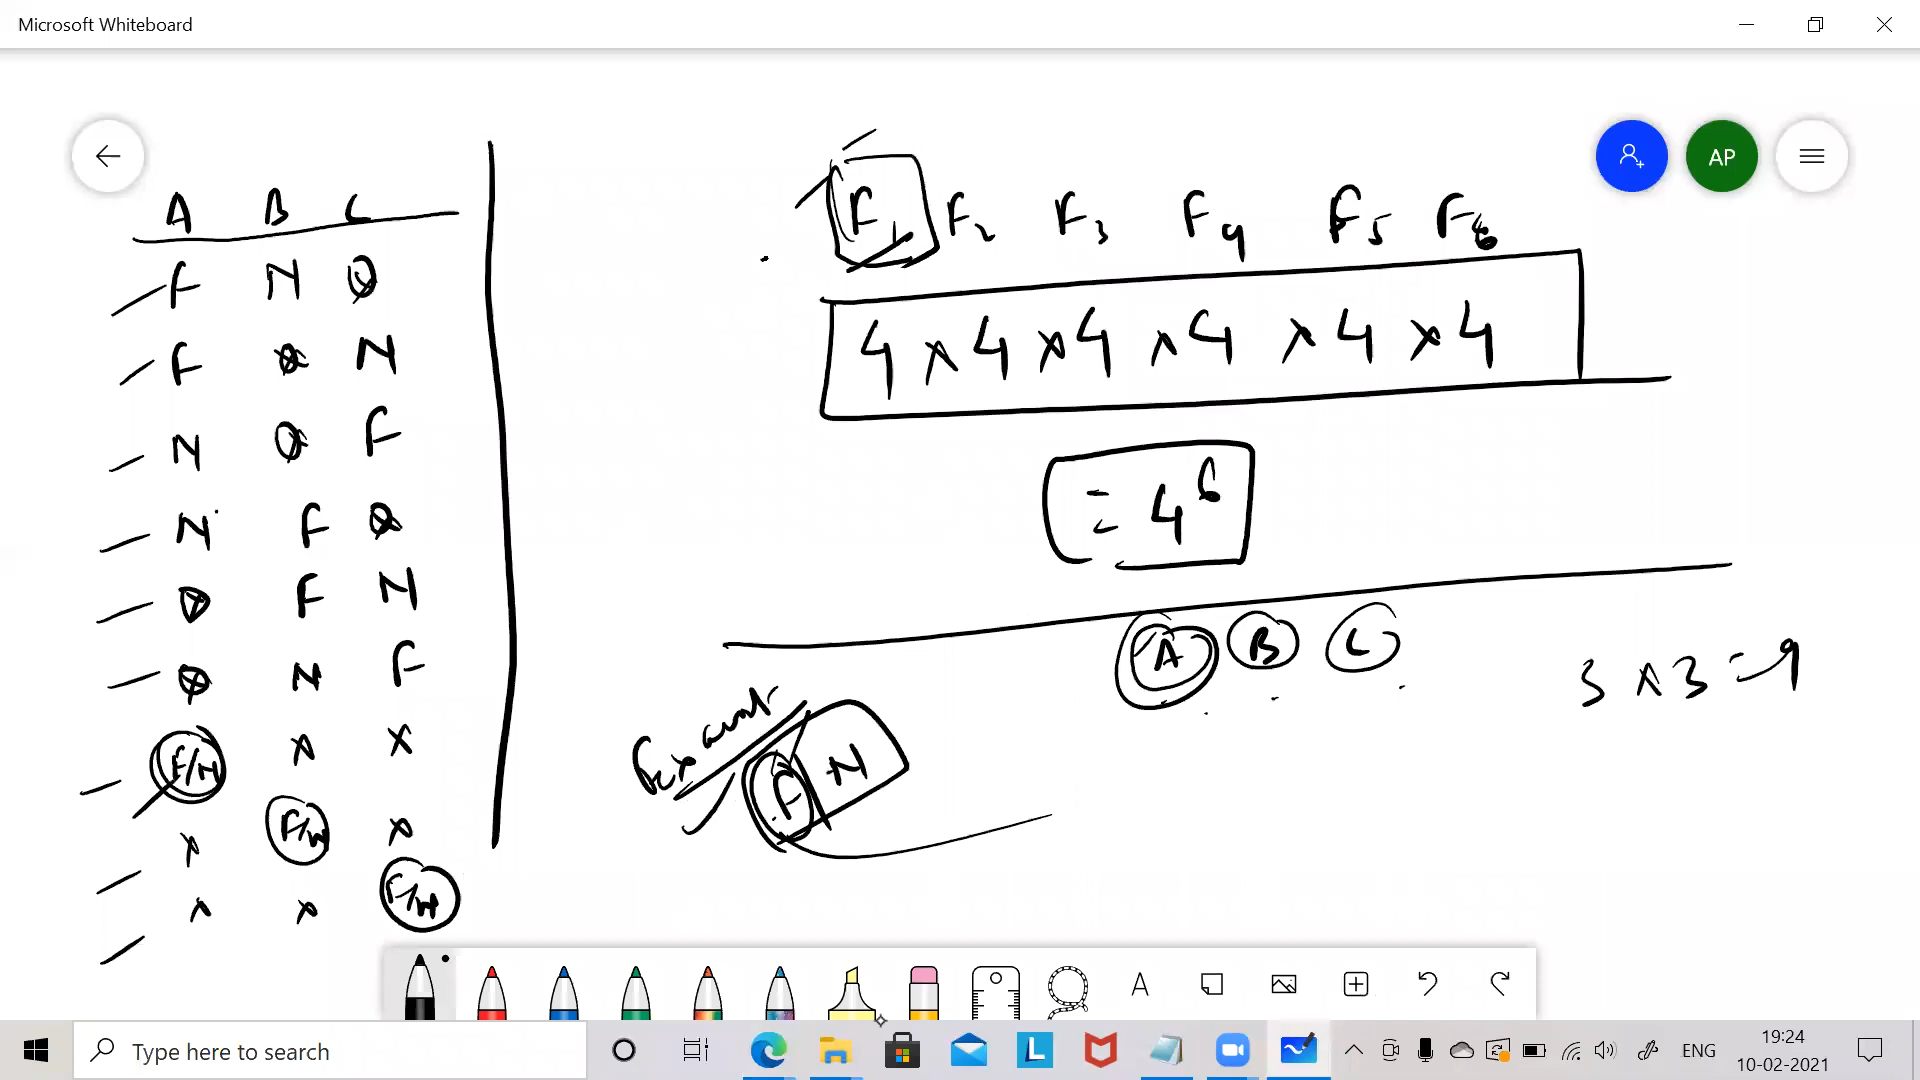 Microsoft Whiteboard
AP
A B C
F N Q
F Q N
N Q F
N F Q
F N
N F
F/N x x
x F/N x
x x F/N
F1 F2 F3 F4 F5 F6
4 x 4 x 4 x 4 x 4 x 4
= 4^6
A B C
3 x 3 = 9
F N
A
Type here to search
L
ENG
19:24
10-02-2021